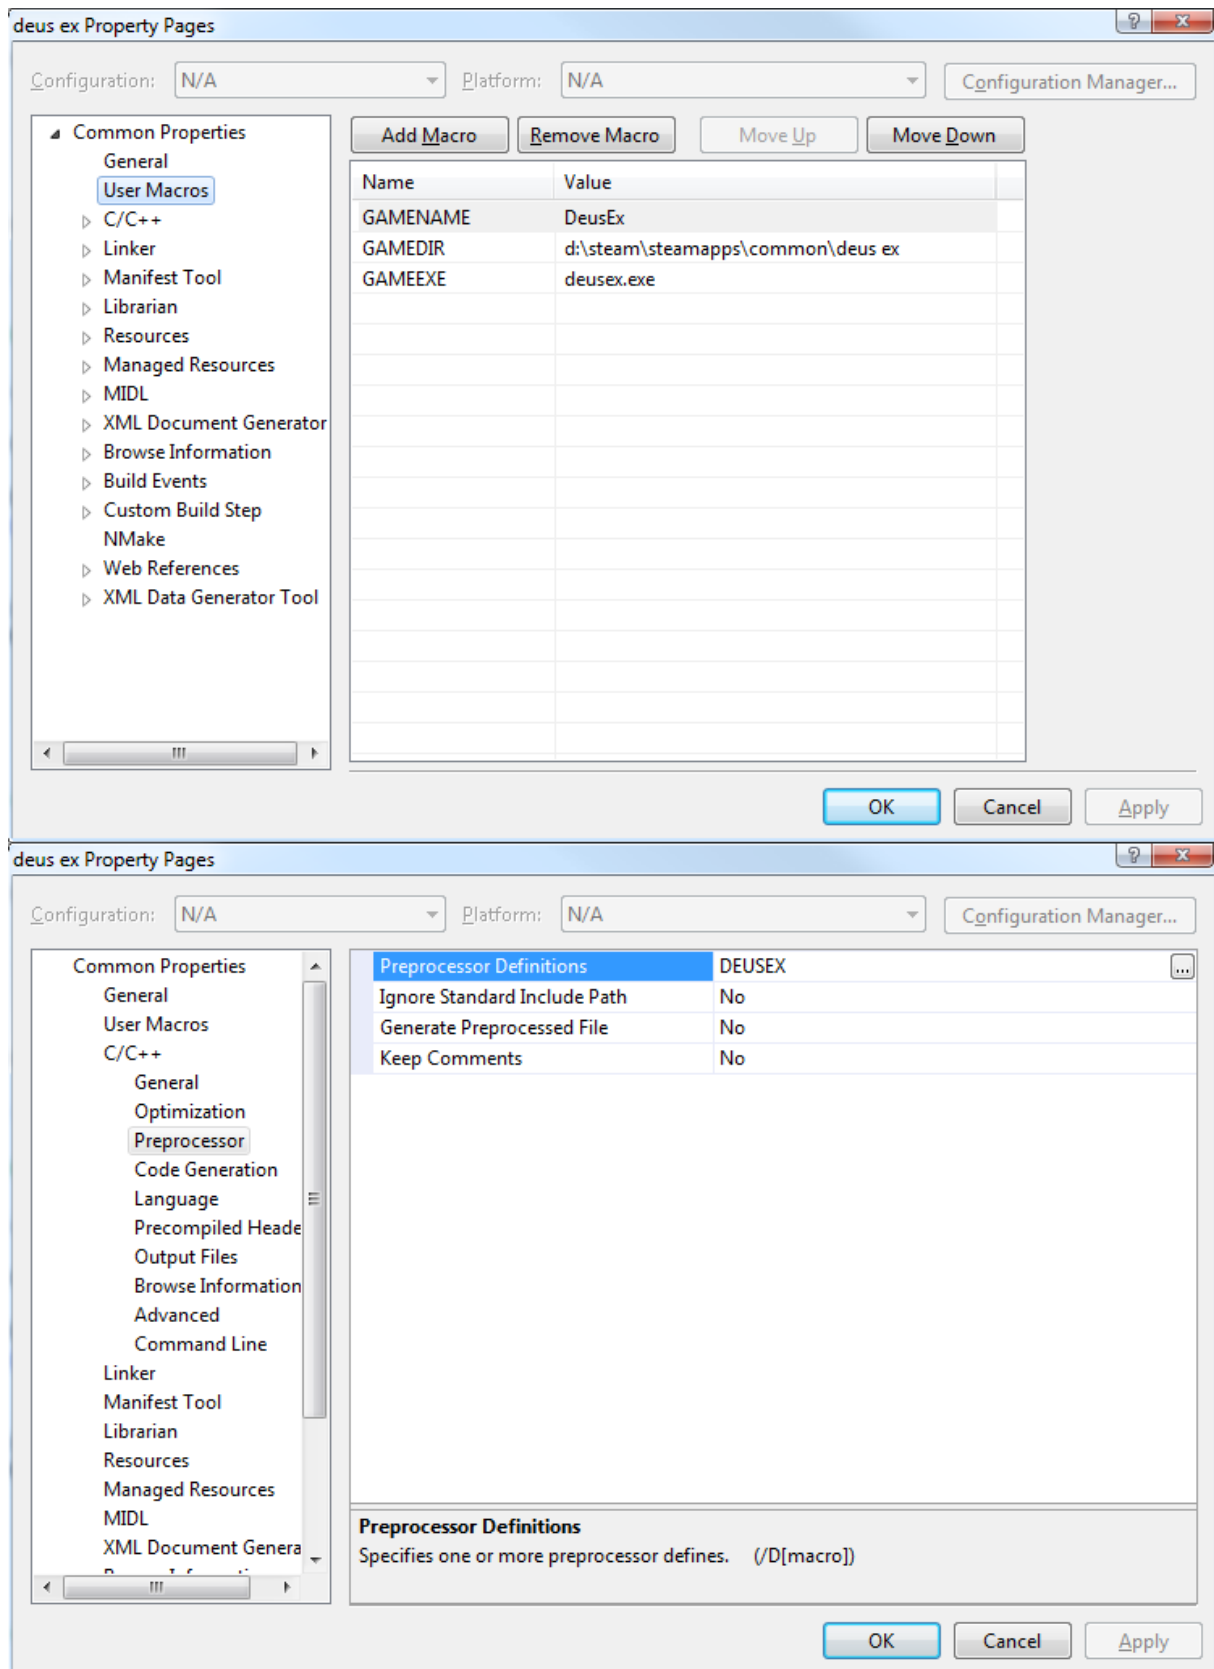 deus ex Property Pages
Configuration: N/A Platform: N/A Configuration Manager...
Common Properties
General
User Macros
C/C++
Linker
Manifest Tool
Librarian
Resources
Managed Resources
MIDL
XML Document Generator
Browse Information
Build Events
Custom Build Step
NMake
Web References
XML Data Generator Tool
Add Macro Remove Macro Move Up Move Down
Name Value
GAMENAME DeusEx
GAMEDIR d:\steam\steamapps\common\deus ex
GAMEEXE deusex.exe
OK Cancel Apply
deus ex Property Pages
Configuration: N/A Platform: N/A Configuration Manager...
Common Properties
General
User Macros
C/C++
General
Optimization
Preprocessor
Code Generation
Language
Precompiled Heade
Output Files
Browse Information
Advanced
Command Line
Linker
Manifest Tool
Librarian
Resources
Managed Resources
MIDL
XML Document Genera
Preprocessor Definitions DEUSEX ...
Ignore Standard Include Path No
Generate Preprocessed File No
Keep Comments No
Preprocessor Definitions
Specifies one or more preprocessor defines. (/D[macro])
OK Cancel Apply